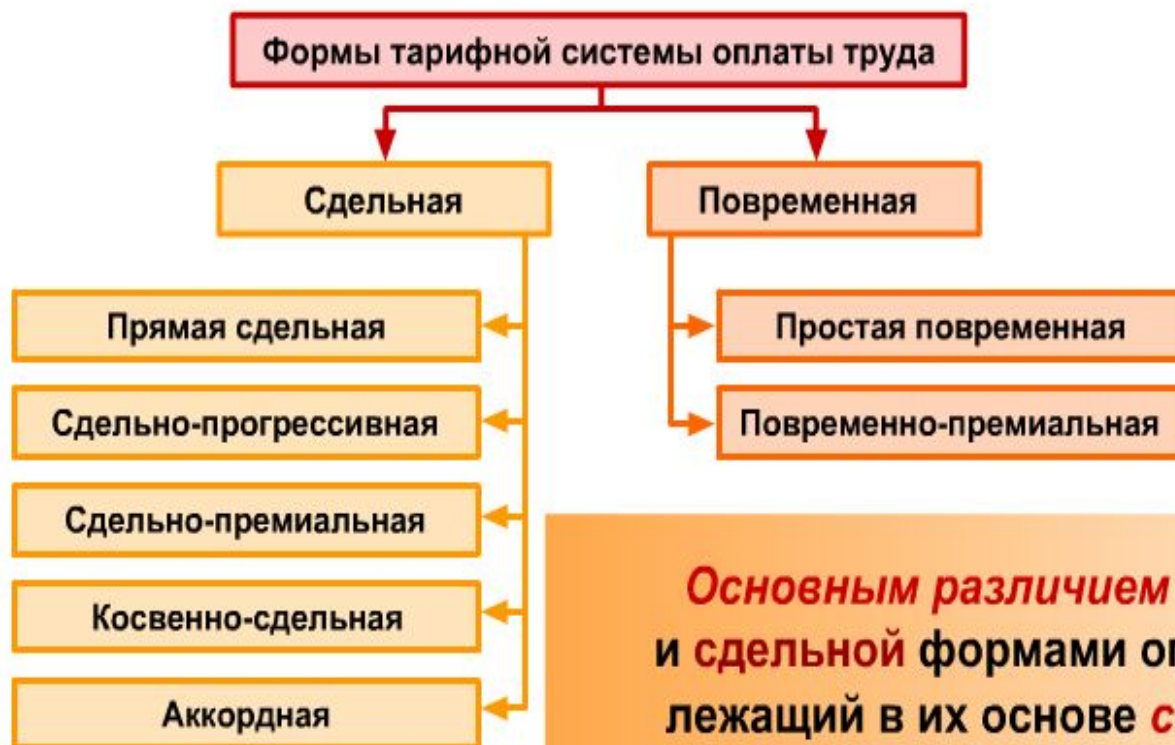 Формы тарифной системы оплаты труда
Сдельная
Повременная
Прямая сдельная
Сдельно-прогрессивная
Сдельно-премиальная
Косвенно-сдельная
Аккордная
Простая повременная
Повременно-премиальная
Основным различием
и сдельной формами
лежащий в их основе